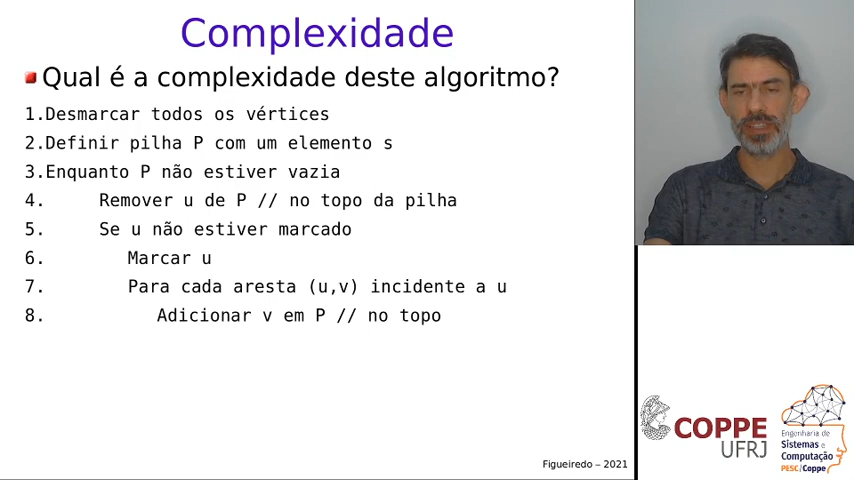 Complexidade
Qual é a complexidade deste algoritmo?
1.Desmarcar todos os vértices
2.Definir pilha P com um elemento s
3.Enquanto P não estiver vazia
4. Remover u de P // no topo da pilha
5. Se u não estiver marcado
6. Marcar u
7. Para cada aresta (u,v) incidente a u
8. Adicionar v em P // no topo
Figueiredo – 2021
COPPE
UFRJ
Engenharia de
Sistemas e
Computação
PESC/Coppe